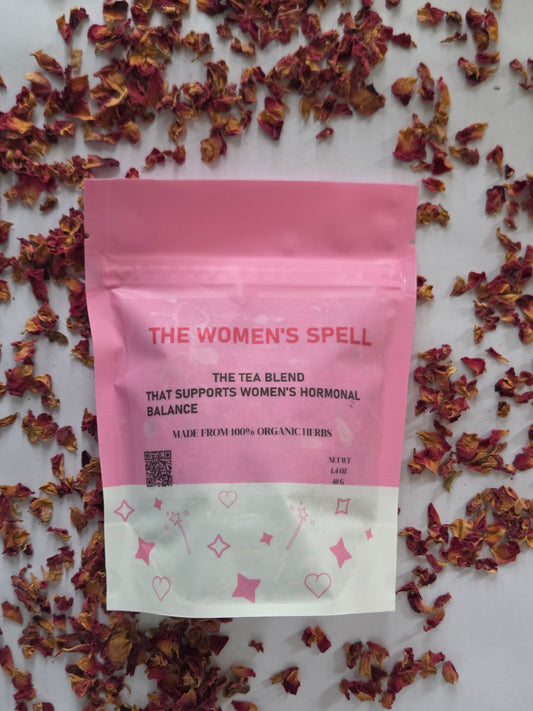 THE WOMEN'S SPELL
THE TEA BLEND
THAT SUPPORTS WOMEN'S HORMONAL
BALANCE
MADE FROM 100% ORGANIC HERBS
NET WT
1.4 OZ
40 G